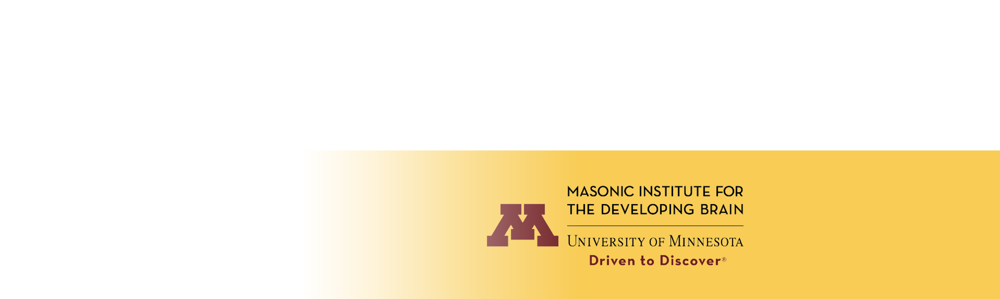 MASONIC INSTITUTE FOR
THE DEVELOPING BRAIN
UNIVERSITY OF MINNESOTA
Driven to Discover®